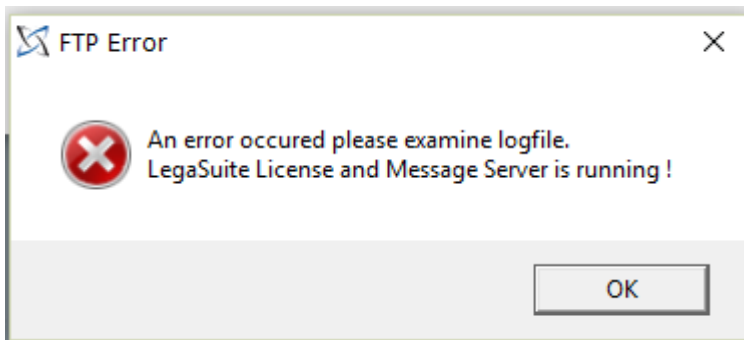 FTP Error
An error occured please examine logfile.
LegaSuite License and Message Server is running !
OK